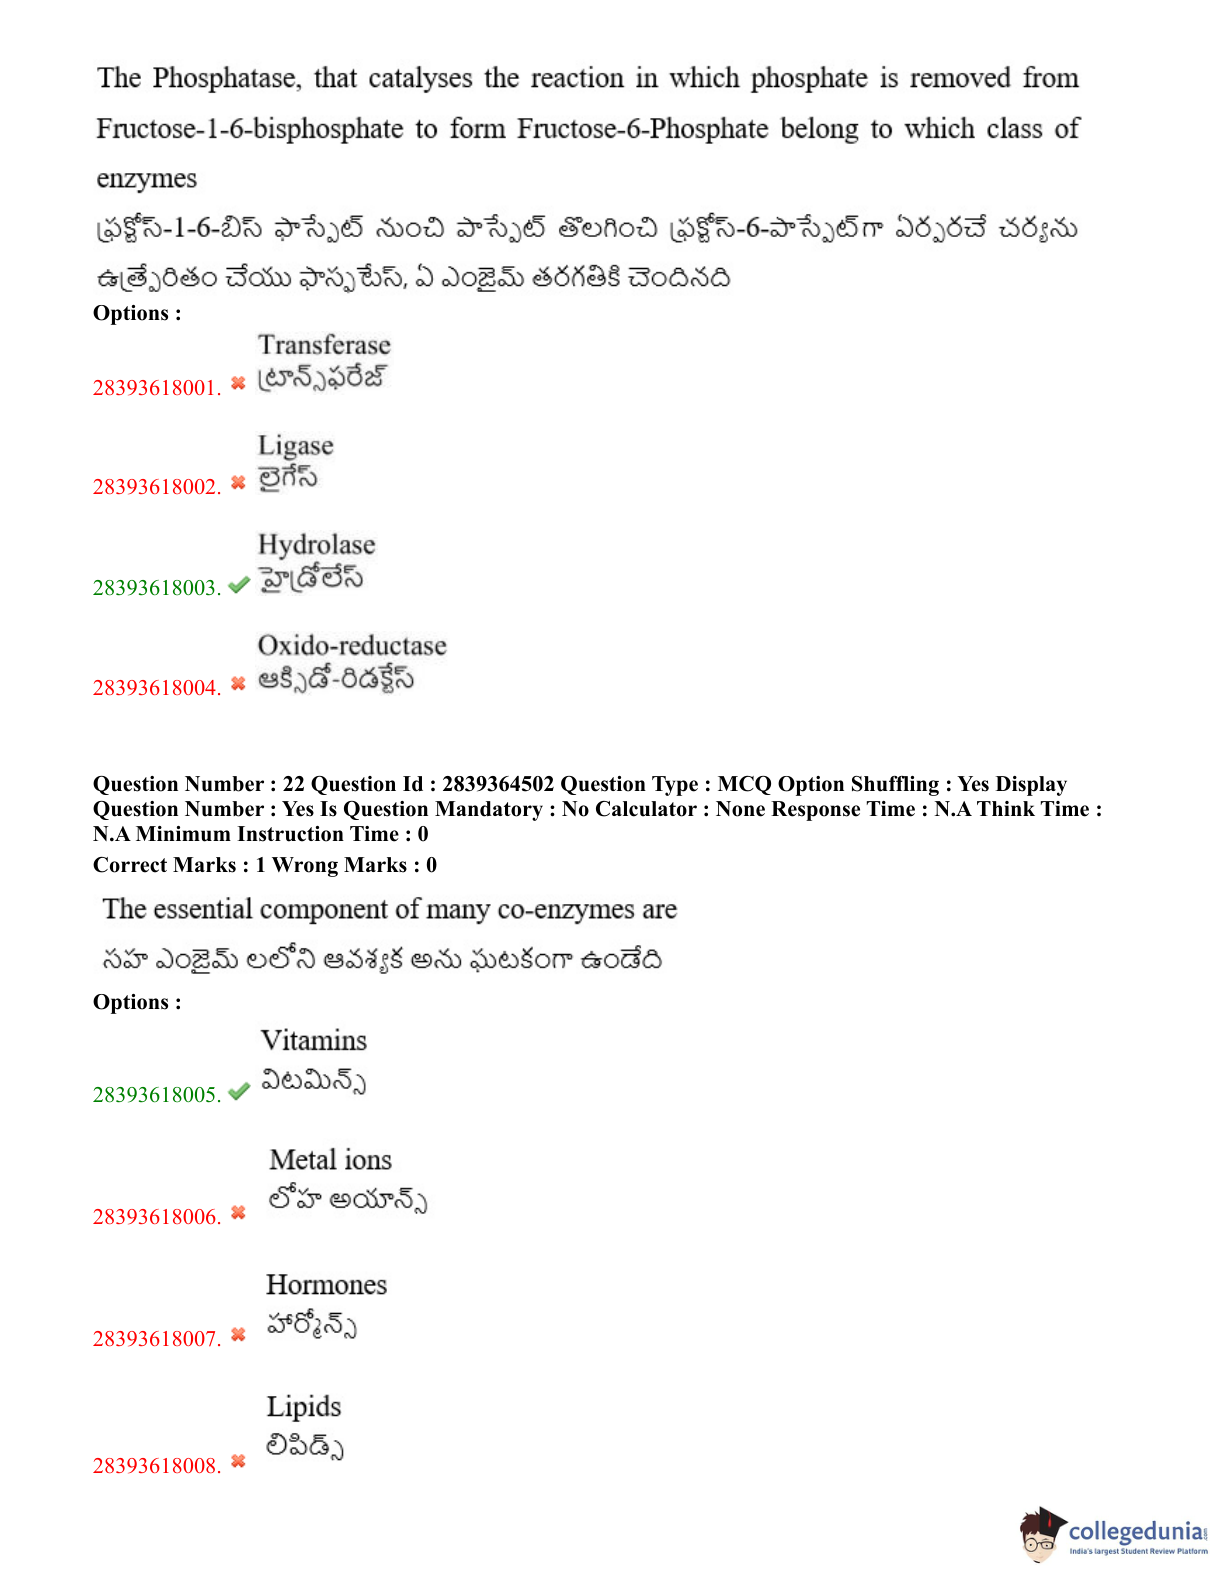 The Phosphatase, that catalyses the reaction in which phosphate is removed from
Fructose-1-6-bisphosphate to form Fructose-6-Phosphate belong to which class of
enzymes
ఫ్రక్టోస్-1-6-బిస్ ఫాస్ఫేట్ నుంచి పాస్ఫేట్ తొలగించి ఫ్రక్టోస్-6-పాస్ఫేట్‌గా ఏర్పరచే చర్యను
ఉత్ప్రేరితం చేయు ఫాస్ఫటేస్, ఏ ఎంజైమ్ తరగతికి చెందినది
Options :
Transferase
28393618001. ట్రాన్స్‌ఫరేజ్
Ligase
28393618002. లైగేస్
Hydrolase
28393618003. హైడ్రోలేస్
Oxido-reductase
28393618004. ఆక్సిడో-రిడక్టేస్
Question Number : 22 Question Id : 2839364502 Question Type : MCQ Option Shuffling : Yes Display
Question Number : Yes Is Question Mandatory : No Calculator : None Response Time : N.A Think Time :
N.A Minimum Instruction Time : 0
Correct Marks : 1 Wrong Marks : 0
The essential component of many co-enzymes are
సహ ఎంజైమ్ లలోని ఆవశ్యక అను ఘటకంగా ఉండేది
Options :
Vitamins
28393618005. విటమిన్స్
Metal ions
28393618006. లోహ అయాన్స్
Hormones
28393618007. హార్మోన్స్
Lipids
28393618008. లిపిడ్స్
collegedunia
India's largest Student Review Platform